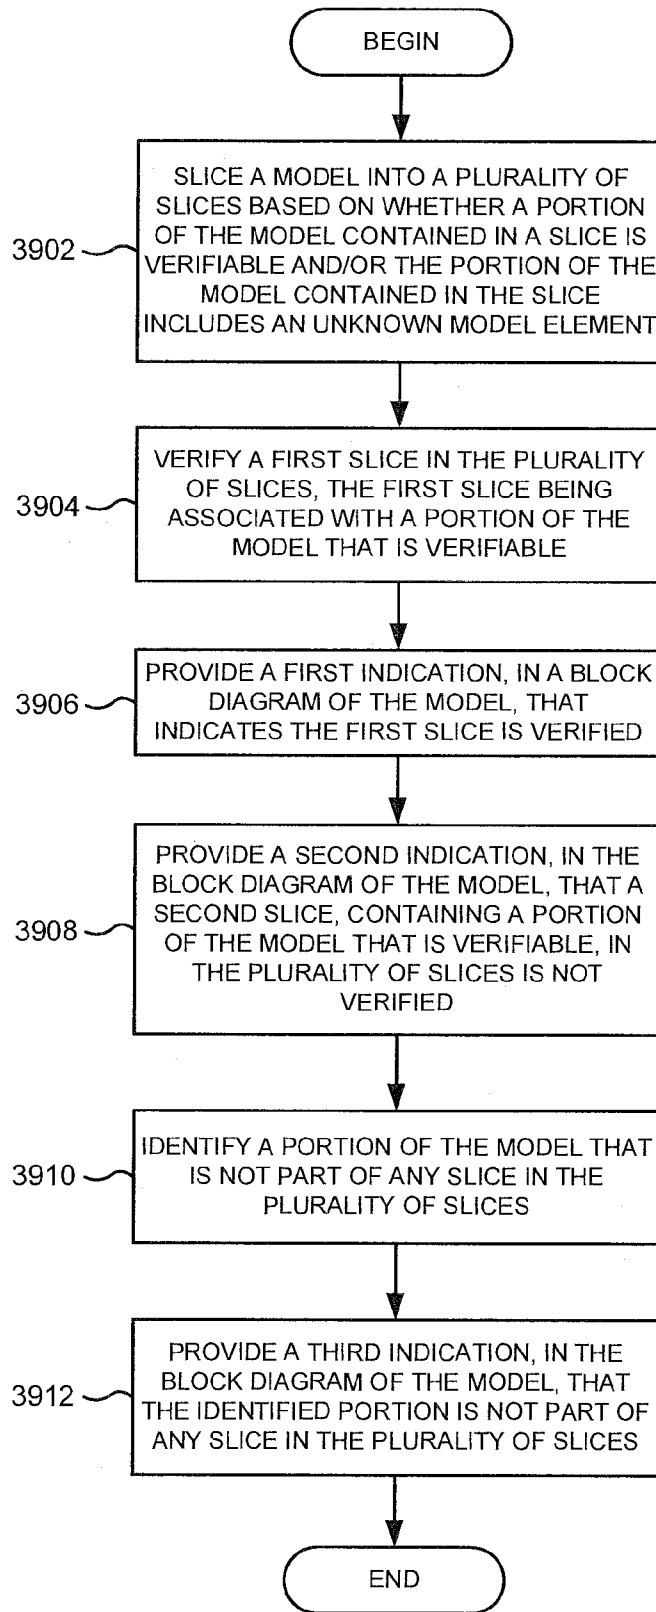 BEGIN
3902
SLICE A MODEL INTO A PLURALITY OF
SLICES BASED ON WHETHER A PORTION
OF THE MODEL CONTAINED IN A SLICE IS
VERIFIABLE AND/OR THE PORTION OF THE
MODEL CONTAINED IN THE SLICE
INCLUDES AN UNKNOWN MODEL ELEMENT
3904
VERIFY A FIRST SLICE IN THE PLURALITY
OF SLICES, THE FIRST SLICE BEING
ASSOCIATED WITH A PORTION OF THE
MODEL THAT IS VERIFIABLE
3906
PROVIDE A FIRST INDICATION, IN A BLOCK
DIAGRAM OF THE MODEL, THAT
INDICATES THE FIRST SLICE IS VERIFIED
3908
PROVIDE A SECOND INDICATION, IN THE
BLOCK DIAGRAM OF THE MODEL, THAT A
SECOND SLICE, CONTAINING A PORTION
OF THE MODEL THAT IS VERIFIABLE, IN
THE PLURALITY OF SLICES IS NOT
VERIFIED
3910
IDENTIFY A PORTION OF THE MODEL THAT
IS NOT PART OF ANY SLICE IN THE
PLURALITY OF SLICES
3912
PROVIDE A THIRD INDICATION, IN THE
BLOCK DIAGRAM OF THE MODEL, THAT
THE IDENTIFIED PORTION IS NOT PART OF
ANY SLICE IN THE PLURALITY OF SLICES
END